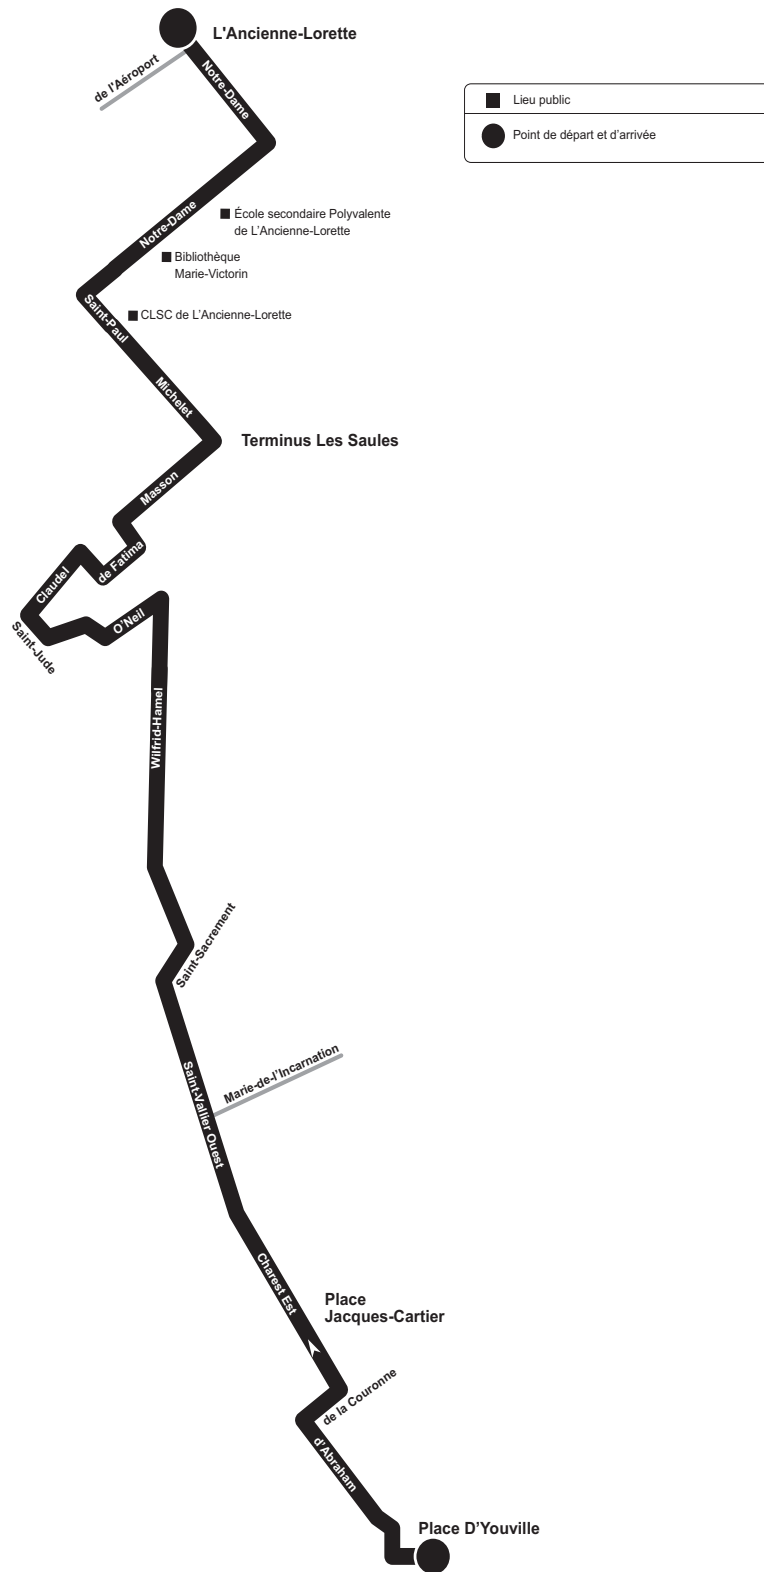 L'Ancienne-Lorette
de l'Aéroport
Notre-Dame
Lieu public
Point de départ et d'arrivée
Notre-Dame
École secondaire Polyvalente
de L'Ancienne-Lorette
Bibliothèque
Marie-Victorin
Saint-Paul
CLSC de L'Ancienne-Lorette
Michelet
Terminus Les Saules
Masson
de Fatima
Claudel
O'Neil
Saint-Jude
Wilfrid-Hamel
Saint-Sacrement
Marie-de-l'Incarnation
Saint-Vallier Ouest
Charest Est
Place
Jacques-Cartier
de la Couronne
d'Abraham
Place D'Youville